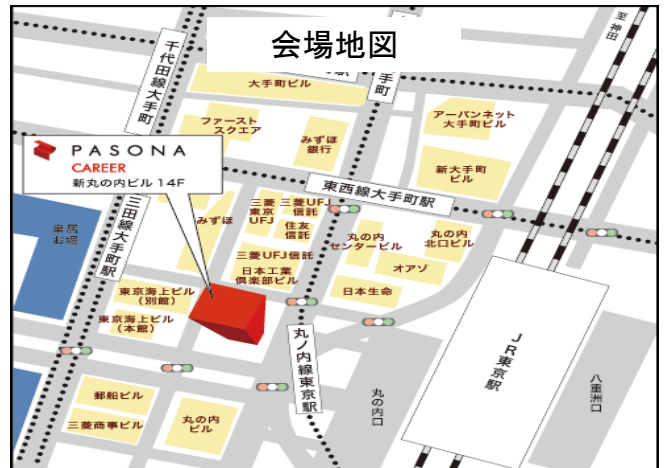 会場地図
至神田
千代田線大手町
駅
町
大手町ビル
アーバンネット
大手町ビル
ファースト
スクエア
みずほ
銀行
新大手町
ビル
PASONA
CAREER
新丸の内ビル 14F
東西線大手町駅
三田線大手町駅
皇居
お堀
みずほ
三菱
東京
UFJ
三菱UFJ
信託
住友
信託
丸の内
センタービル
丸の内
北口ビル
三菱UFJ信託
オアゾ
日本工業
倶楽部ビル
日本生命
東京海上ビル
(別館)
東京海上ビル
(本館)
丸ノ内線東京駅
JR東京駅
丸の内口
八重洲口
郵船ビル
三菱商事ビル
丸の内
ビル